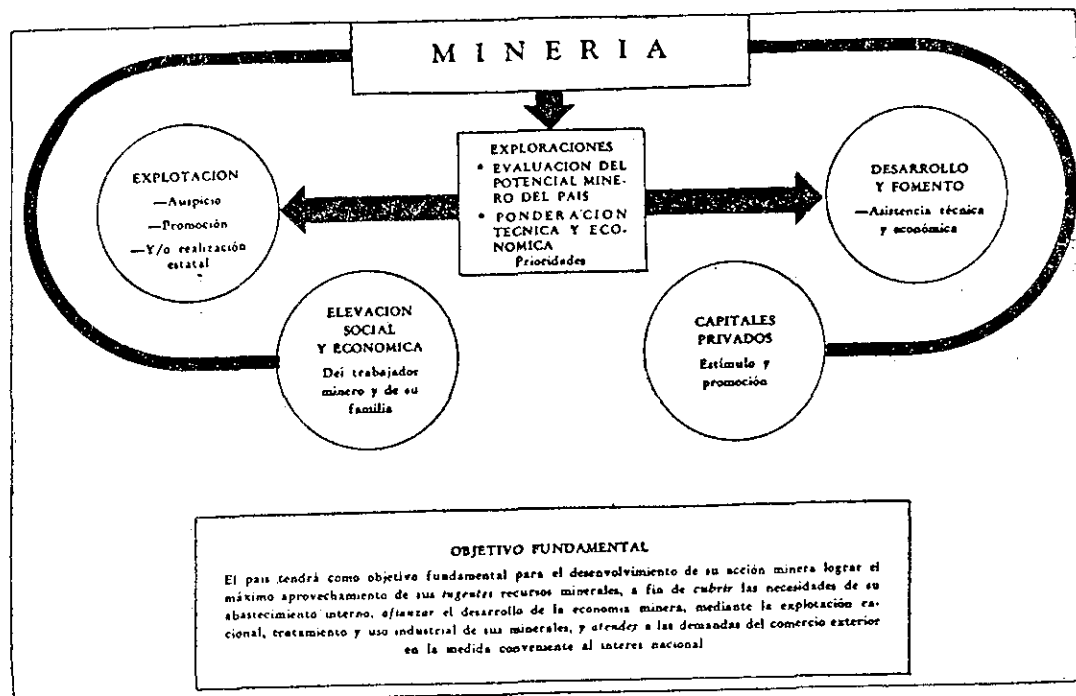 MINERIA
EXPLORACIONES
• EVALUACION DEL
POTENCIAL MINE-
RO DEL PAIS
• PONDERACION
TECNICA Y ECO-
NOMICA
Prioridades
EXPLOTACION
—Auspicio
—Promoción
—Y/o realización
estatal
DESARROLLO
Y FOMENTO
—Asistencia técnica
y económica
ELEVACION
SOCIAL
Y ECONOMICA
Del trabajador
minero y de su
familia
CAPITALES
PRIVADOS
Estímulo y
promoción
OBJETIVO FUNDAMENTAL
El país tendrá como objetivo fundamental para el desenvolvimiento de su acción minera lograr el
máximo aprovechamiento de sus ingentes recursos minerales, a fin de cubrir las necesidades de su
abastecimiento interno, afianzar el desarrollo de la economía minera, mediante la explotación ra-
cional, tratamiento y uso industrial de sus minerales, y atender a las demandas del comercio exterior
en la medida conveniente al interes nacional